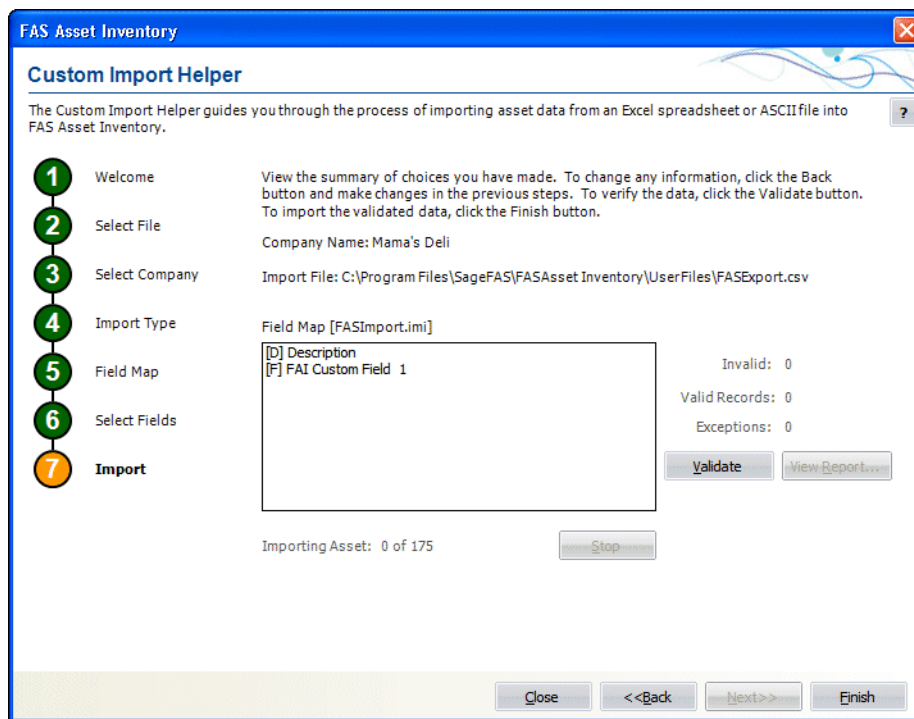 FAS Asset Inventory
Custom Import Helper
The Custom Import Helper guides you through the process of importing asset data from an Excel spreadsheet or ASCII file into
FAS Asset Inventory.
?
1 Welcome
2 Select File
3 Select Company
4 Import Type
5 Field Map
6 Select Fields
7 Import
View the summary of choices you have made. To change any information, click the Back
button and make changes in the previous steps. To verify the data, click the Validate button.
To import the validated data, click the Finish button.
Company Name: Mama's Deli
Import File: C:\Program Files\SageFAS\FASAsset Inventory\UserFiles\FASExport.csv
Field Map [FASImport.imi]
[D] Description
[F] FAI Custom Field 1
Invalid: 0
Valid Records: 0
Exceptions: 0
Validate View Report...
Importing Asset: 0 of 175 Stop
Close <<Back Next>> Finish